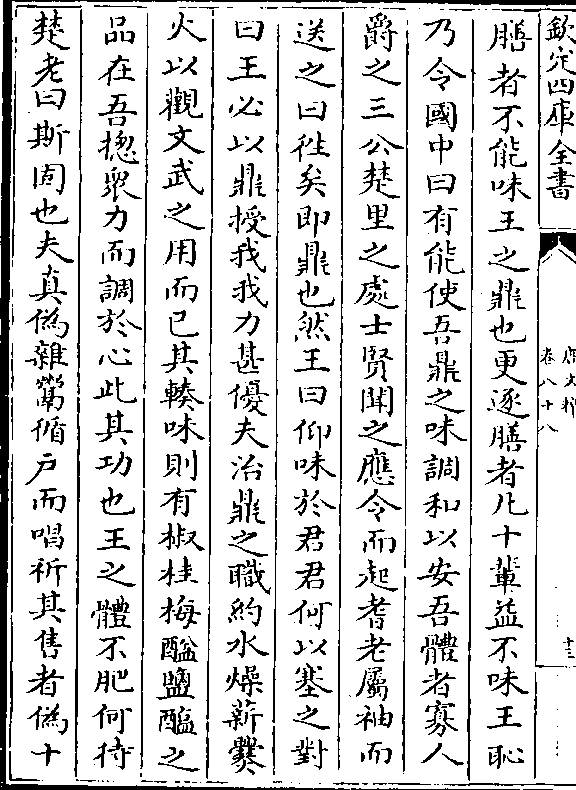 欽定四庫全書
唐文粹
卷八十八
十三
膳者不能味王之鼎也更逐膳者凡十輩益不味王恥
乃令國中曰有能使吾鼎之味調和以安吾體者寡人
爵之三公楚里之處士賢聞之應令而起耆老屬袖而
送之曰徃矣即鼎也然王曰仰味於君君何以塞之對
曰王必以鼎授我我力甚優夫治鼎之職約水燥薪爨
火以觀文武之用而已其輳味則有椒桂梅醯鹽醢之
品在吾揔衆力而調於心此其功也王之體不肥何待
楚老曰斯固也夫真偽雜鬻循戸而唱祈其售者偽十